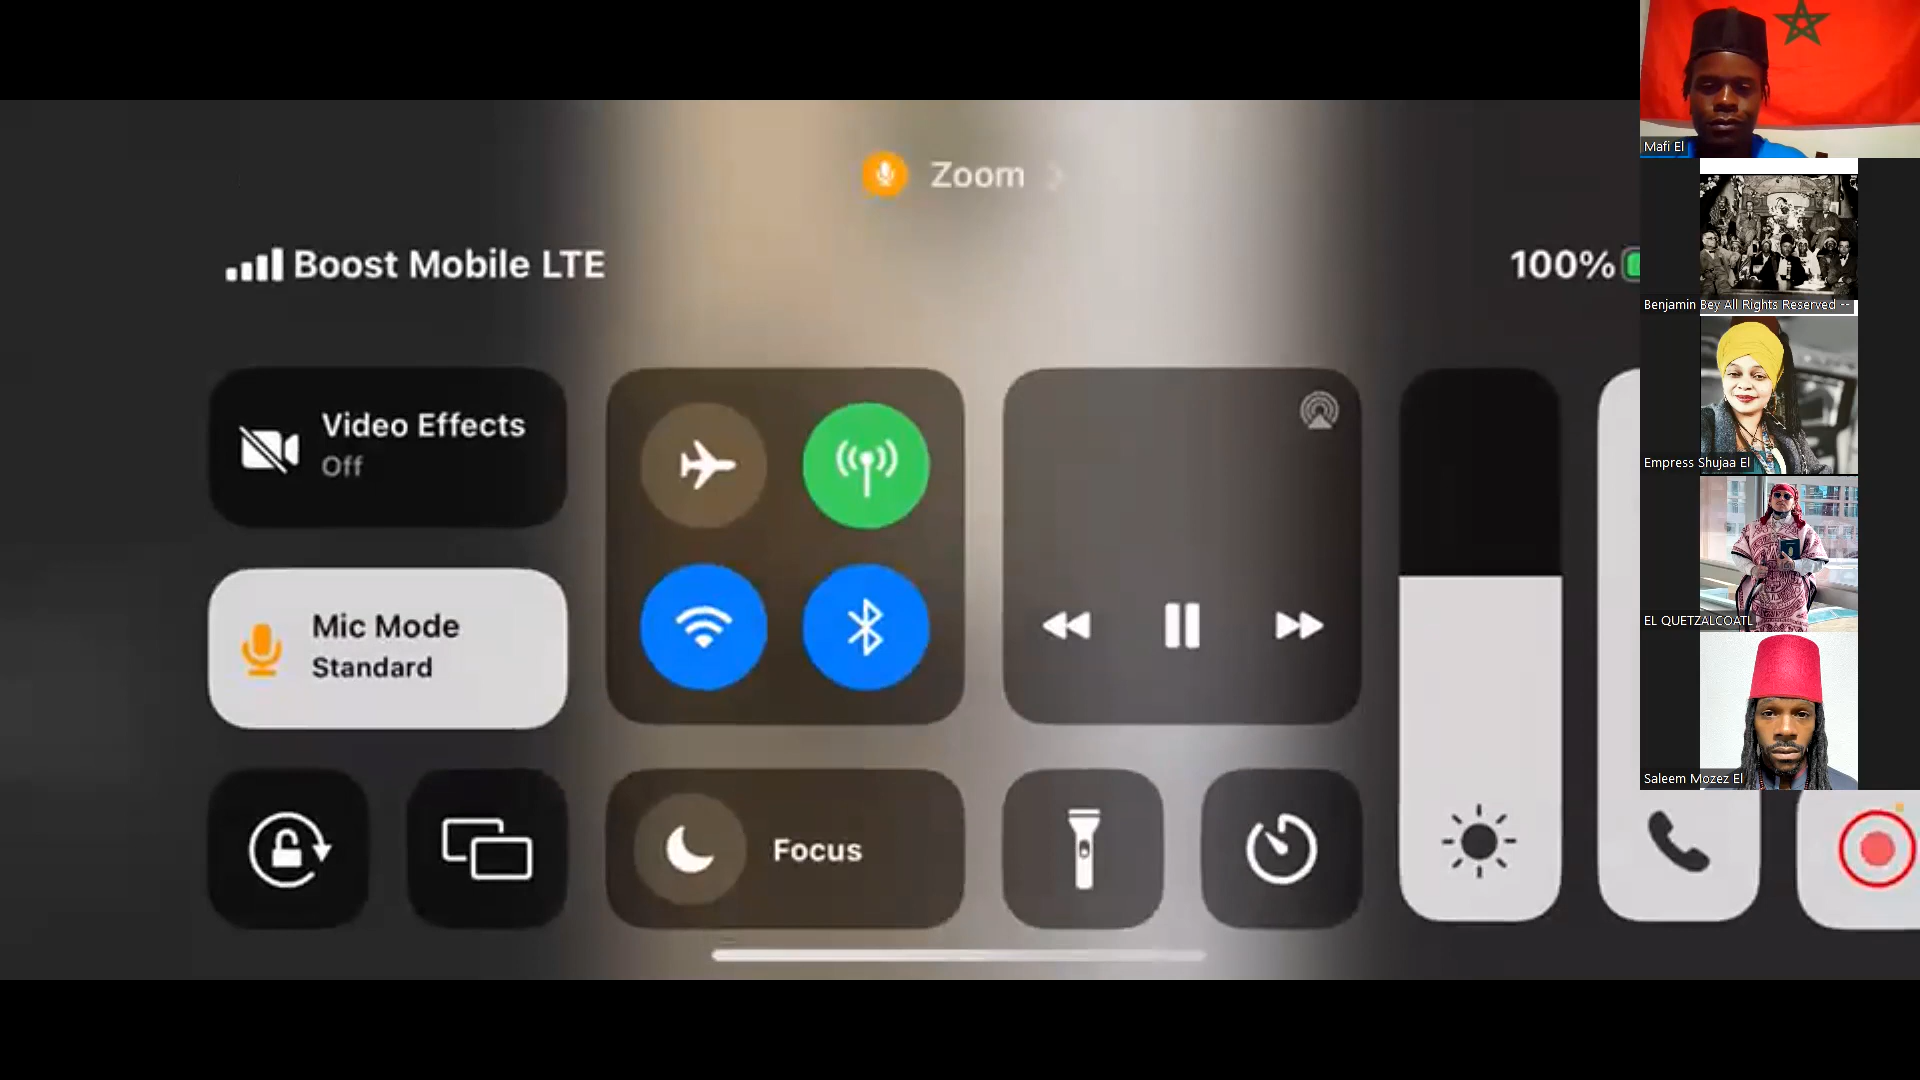 Zoom
Boost Mobile LTE
100%
Video Effects
Off
Mic Mode
Standard
Focus
Mafi El
Benjamin Bey All Rights Reserved --
Empress Shujaa El
EL QUETZALCOATL
Saleem Mozez El